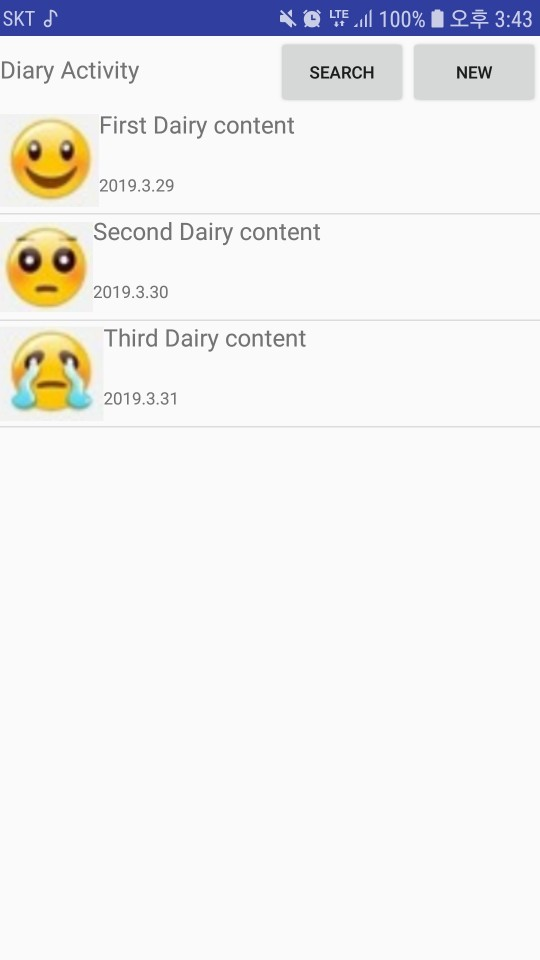 SKT LTE 100% 오후 3:43
Diary Activity SEARCH NEW
First Dairy content
2019.3.29
Second Dairy content
2019.3.30
Third Dairy content
2019.3.31